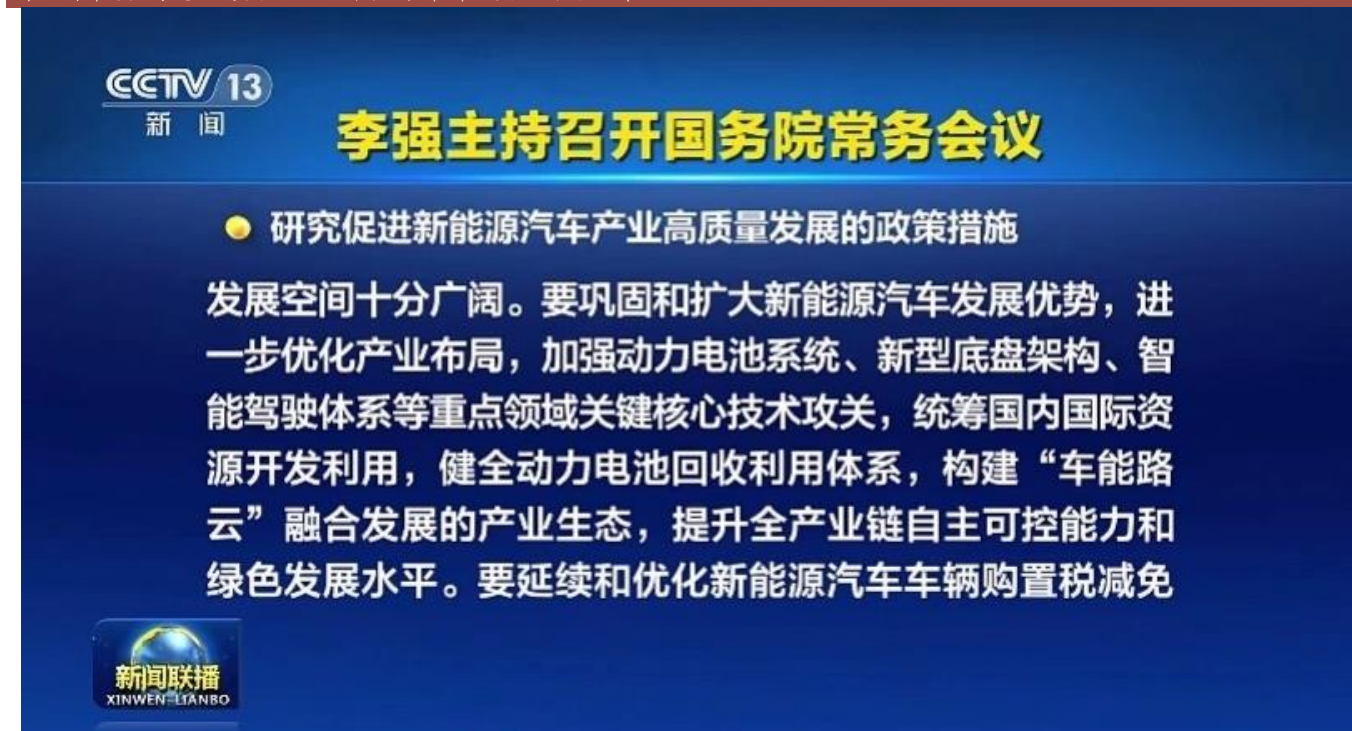 CCTV 13
新闻
李强主持召开国务院常务会议
研究促进新能源汽车产业高质量发展的政策措施
发展空间十分广阔。要巩固和扩大新能源汽车发展优势，进
一步优化产业布局，加强动力电池系统、新型底盘架构、智
能驾驶体系等重点领域关键核心技术攻关，统筹国内国际资
源开发利用，健全动力电池回收利用体系，构建“车能路
云”融合发展的产业生态，提升全产业链自主可控能力和
绿色发展水平。要延续和优化新能源汽车车辆购置税减免
新闻联播
XINWEN-LIANBO